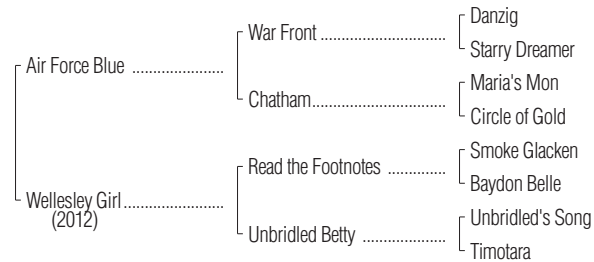 Danzig
War Front ..............................
Starry Dreamer
Air Force Blue ......................
Maria's Mon
Chatham................................
Circle of Gold
Smoke Glacken
Read the Footnotes ..............
Baydon Belle
Wellesley Girl........................
(2012)
Unbridled's Song
Unbridled Betty ....................
Timotara